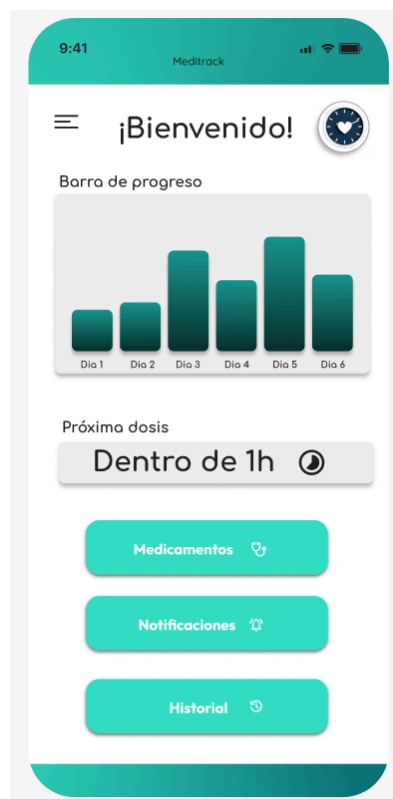 9:41
Meditrack
¡Bienvenido!
Barra de progreso
Dia 1 Dia 2 Dia 3 Dia 4 Dia 5 Dia 6
Próxima dosis
Dentro de 1h
Medicamentos
Notificaciones
Historial